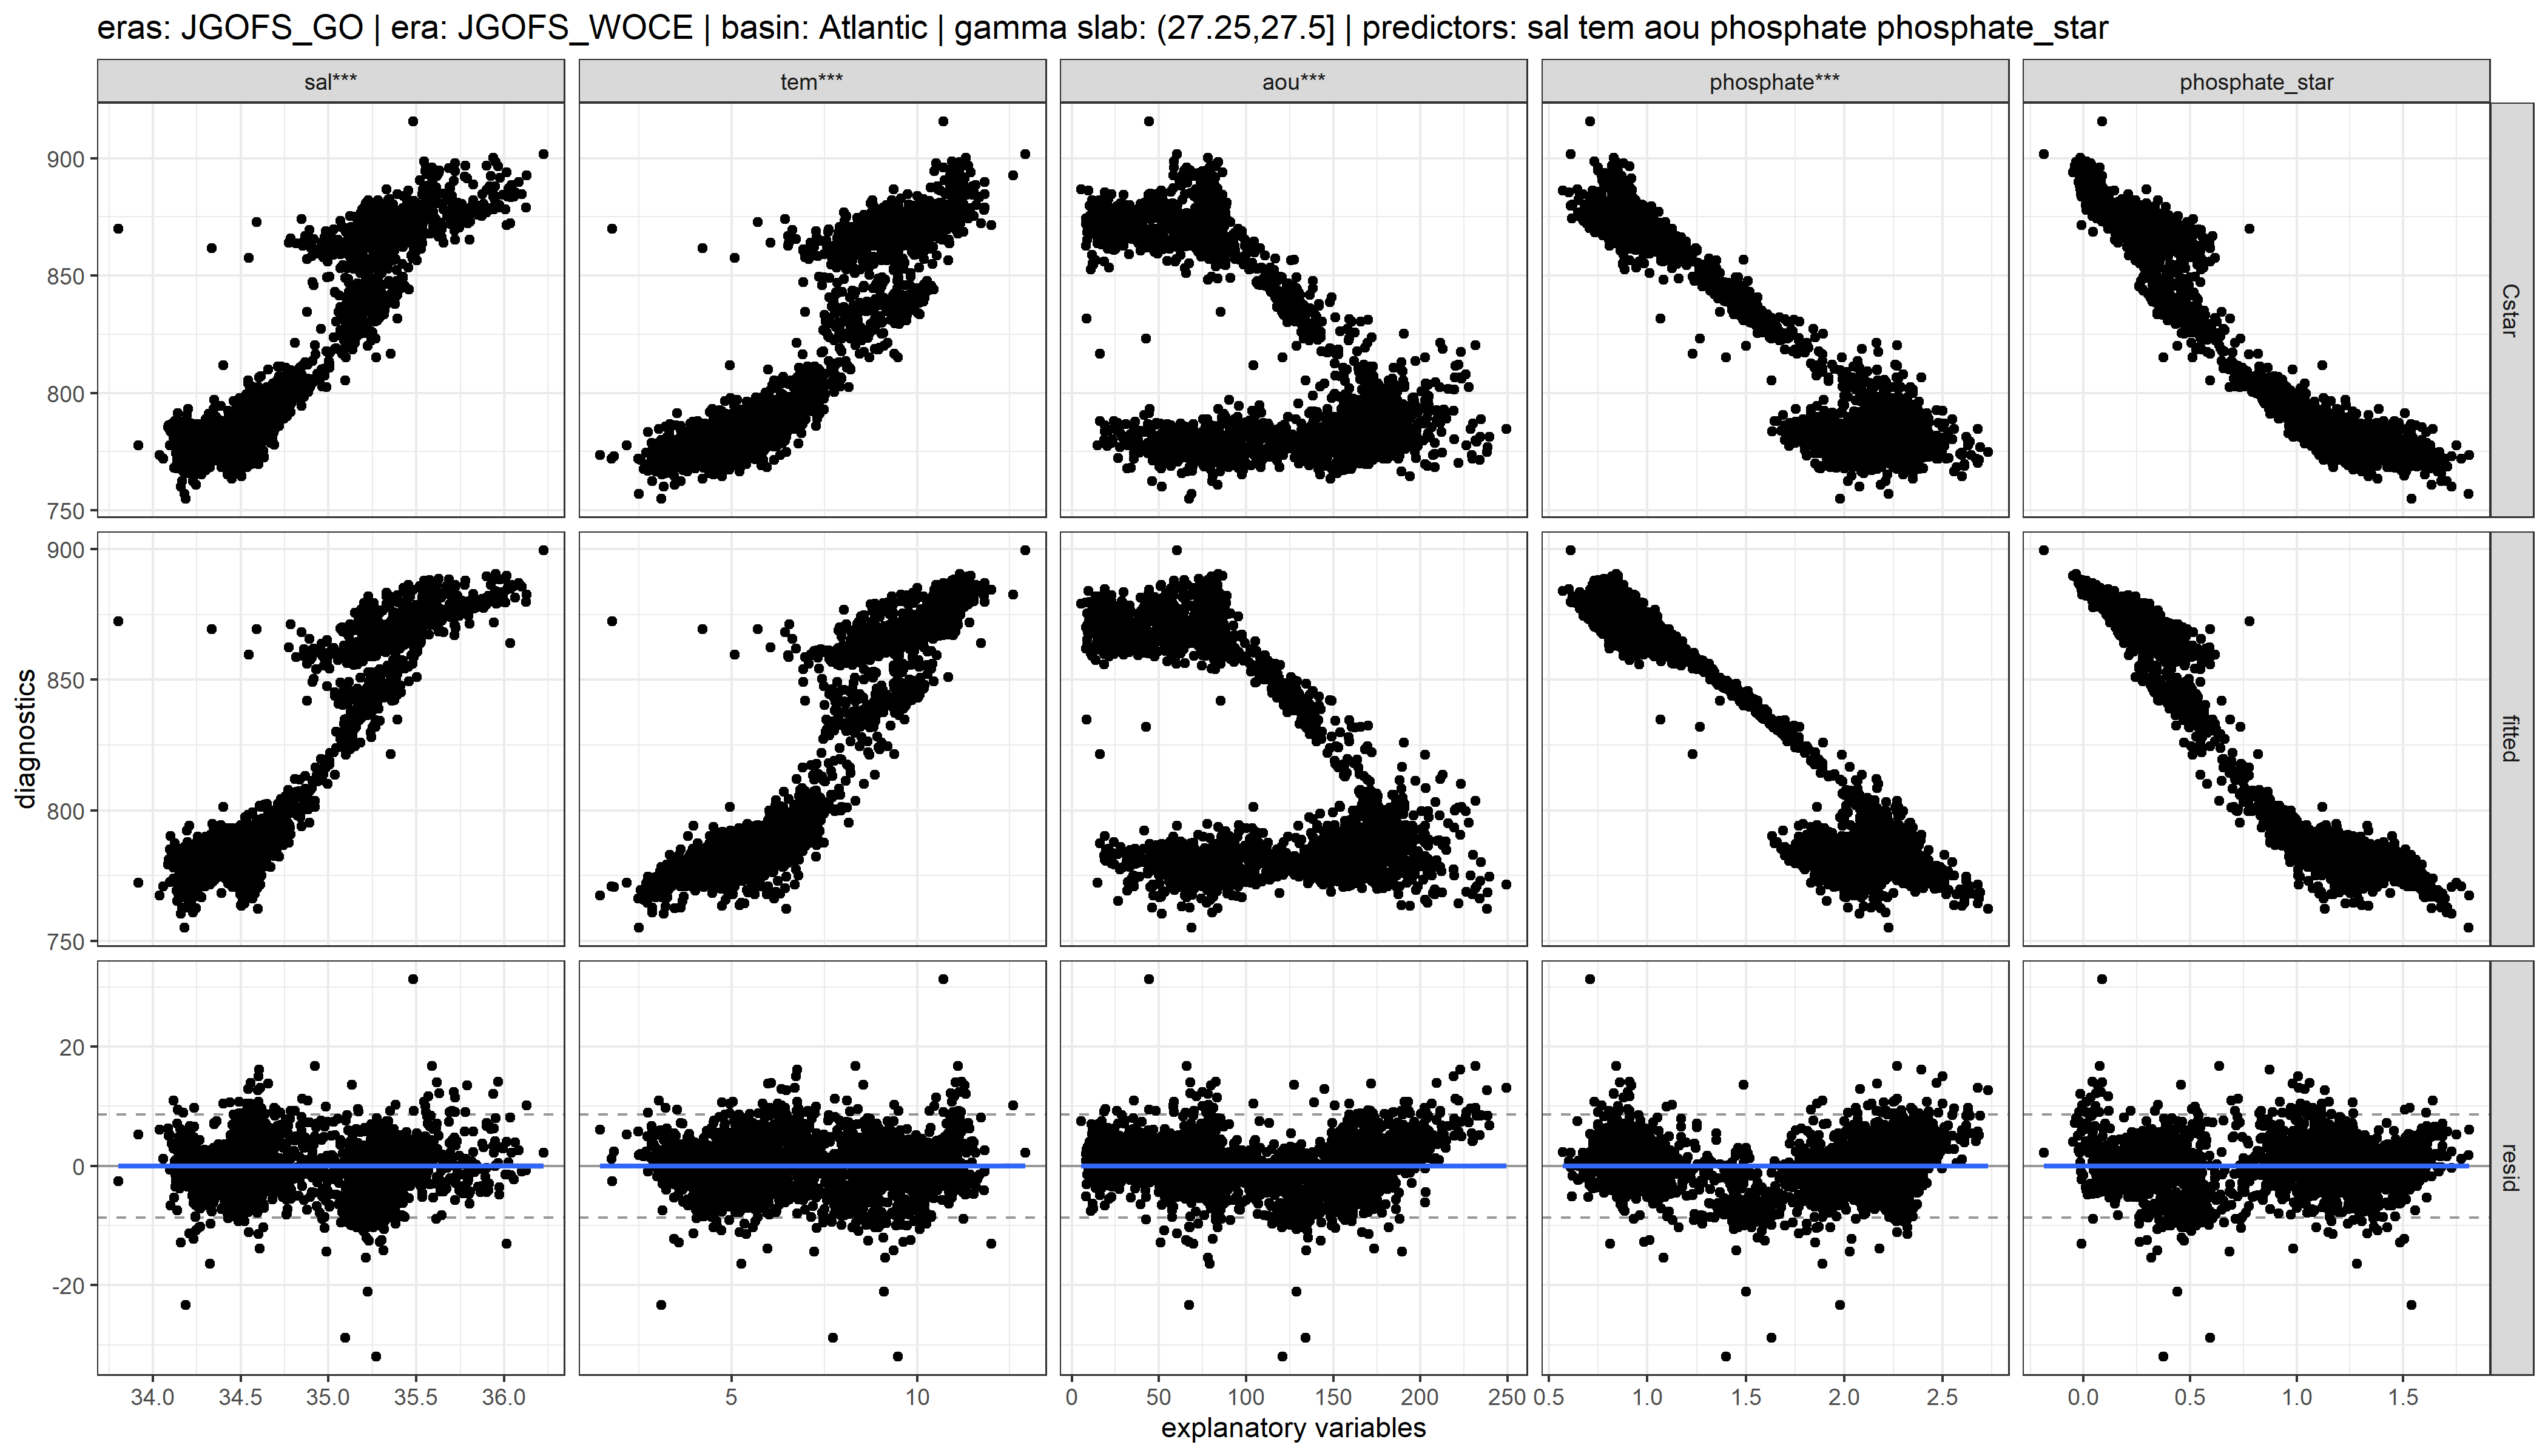 eras: JGOFS_GO | era: JGOFS_WOCE | basin: Atlantic | gamma slab: (27.25,27.5] | predictors: sal tem aou phosphate phosphate_star
sal*** tem*** aou*** phosphate*** phosphate_star
900
850
800
750
Cstar
900
850
800
750
fitted
diagnostics
20
0
-20
resid
34.0 34.5 35.0 35.5 36.0 5 10 0 50 100 150 200 250 0.5 1.0 1.5 2.0 2.5 0.0 0.5 1.0 1.5
explanatory variables